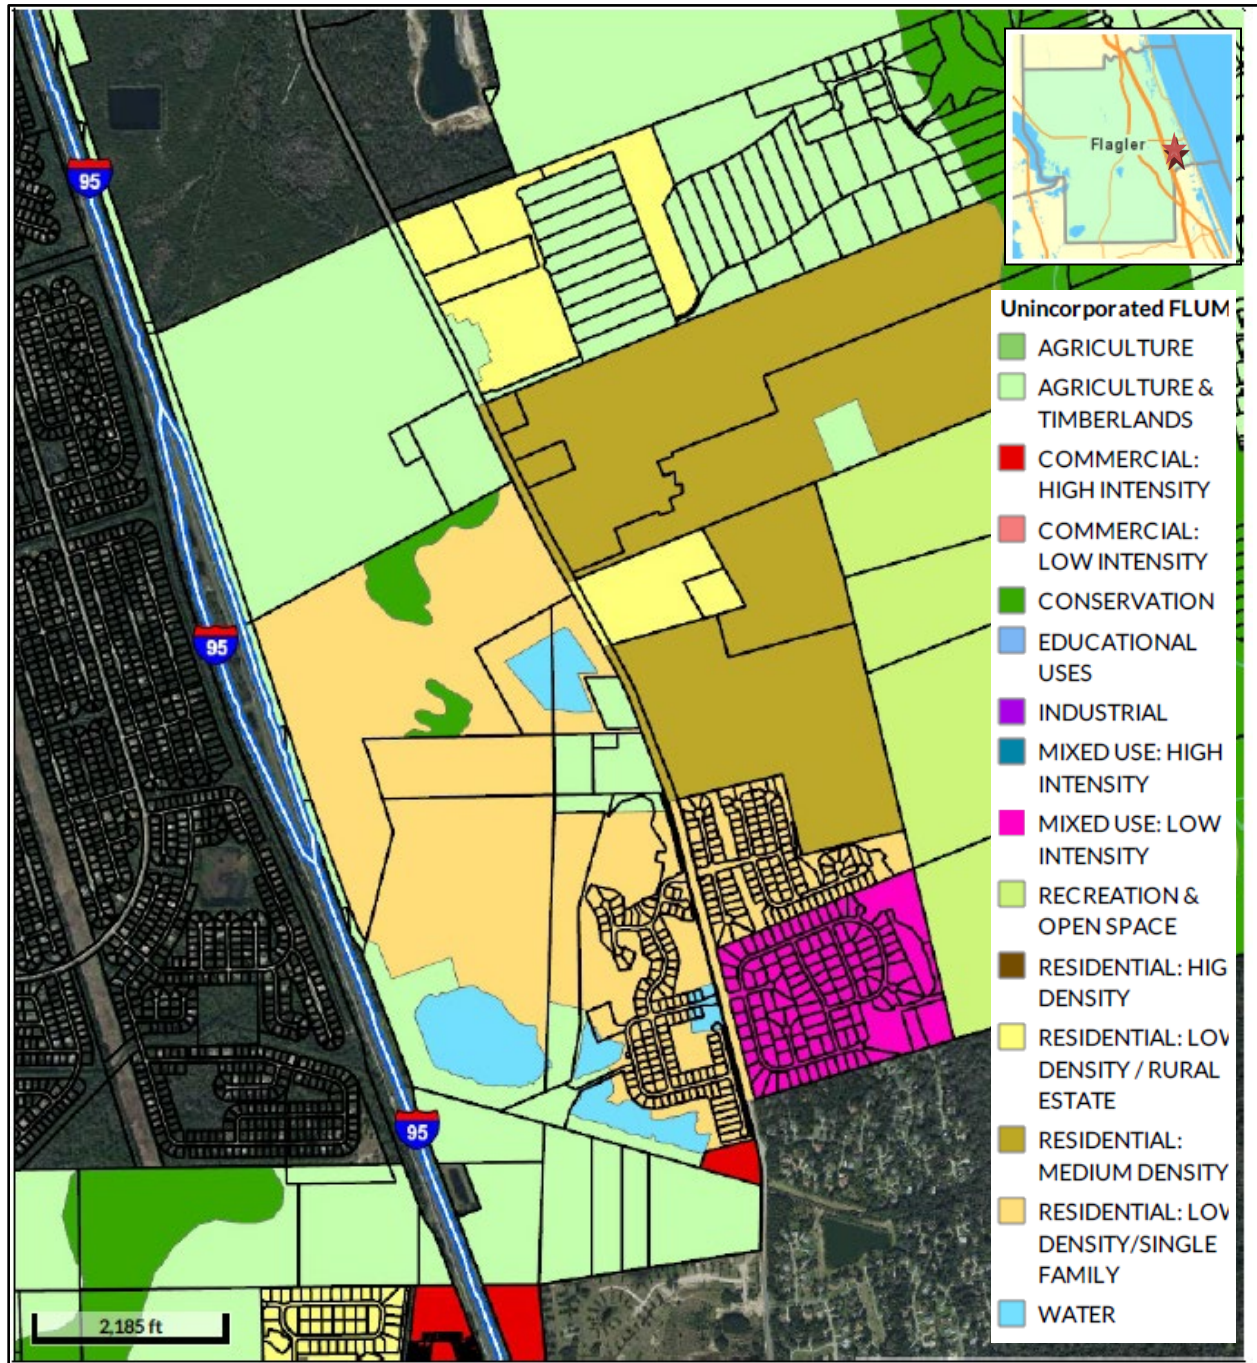 95
Flagler
Unincorporated FLUM
AGRICULTURE
AGRICULTURE &
TIMBERLANDS
COMMERCIAL:
HIGH INTENSITY
COMMERCIAL:
LOW INTENSITY
CONSERVATION
EDUCATIONAL
USES
INDUSTRIAL
MIXED USE: HIGH
INTENSITY
MIXED USE: LOW
INTENSITY
RECREATION &
OPEN SPACE
RESIDENTIAL: HIG
DENSITY
RESIDENTIAL: LOW
DENSITY / RURAL
ESTATE
RESIDENTIAL:
MEDIUM DENSITY
RESIDENTIAL: LOW
DENSITY/SINGLE
FAMILY
WATER
95
95
2,185 ft